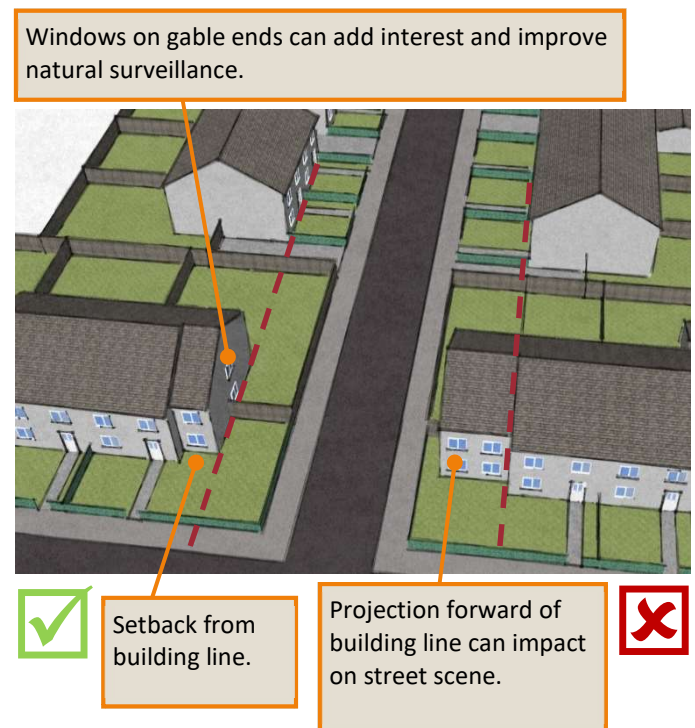 Windows on gable ends can add interest and improve
natural surveillance.
Setback from
building line.
Projection forward of
building line can impact
on street scene.